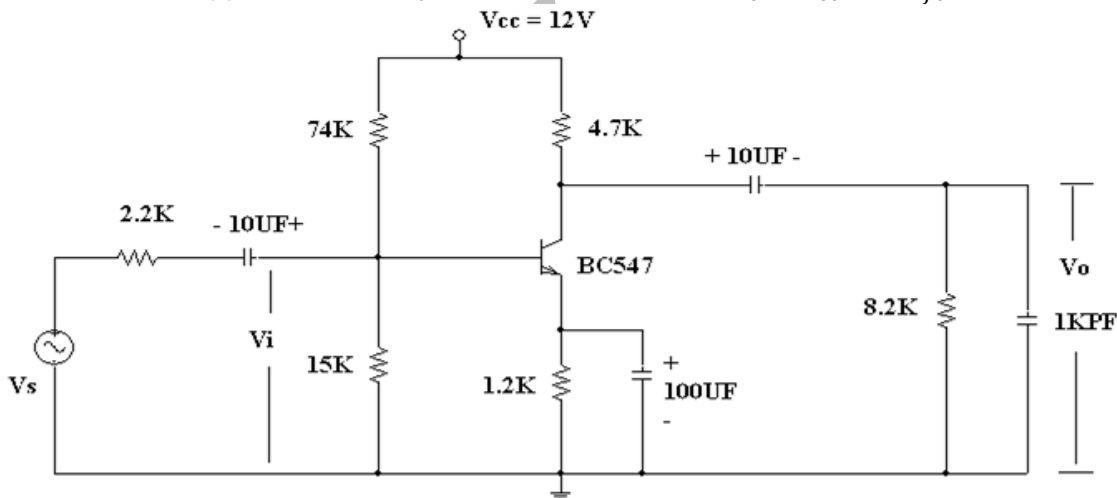 Vcc = 12V
74K
4.7K
+ 10UF -
2.2K
- 10UF+
BC547
Vo
8.2K
1KPF
Vi
Vs
15K
1.2K
+
100UF
-